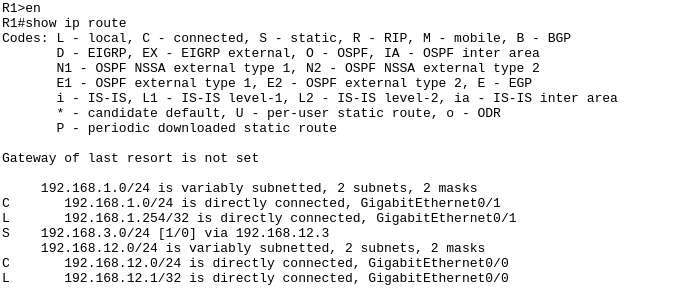 R1>en
R1#show ip route
Codes: L - local, C - connected, S - static, R - RIP, M - mobile, B - BGP
       D - EIGRP, EX - EIGRP external, O - OSPF, IA - OSPF inter area
       N1 - OSPF NSSA external type 1, N2 - OSPF NSSA external type 2
       E1 - OSPF external type 1, E2 - OSPF external type 2, E - EGP
       i - IS-IS, L1 - IS-IS level-1, L2 - IS-IS level-2, ia - IS-IS inter area
       * - candidate default, U - per-user static route, o - ODR
       P - periodic downloaded static route

Gateway of last resort is not set

     192.168.1.0/24 is variably subnetted, 2 subnets, 2 masks
C       192.168.1.0/24 is directly connected, GigabitEthernet0/1
L       192.168.1.254/32 is directly connected, GigabitEthernet0/1
S    192.168.3.0/24 [1/0] via 192.168.12.3
     192.168.12.0/24 is variably subnetted, 2 subnets, 2 masks
C       192.168.12.0/24 is directly connected, GigabitEthernet0/0
L       192.168.12.1/32 is directly connected, GigabitEthernet0/0